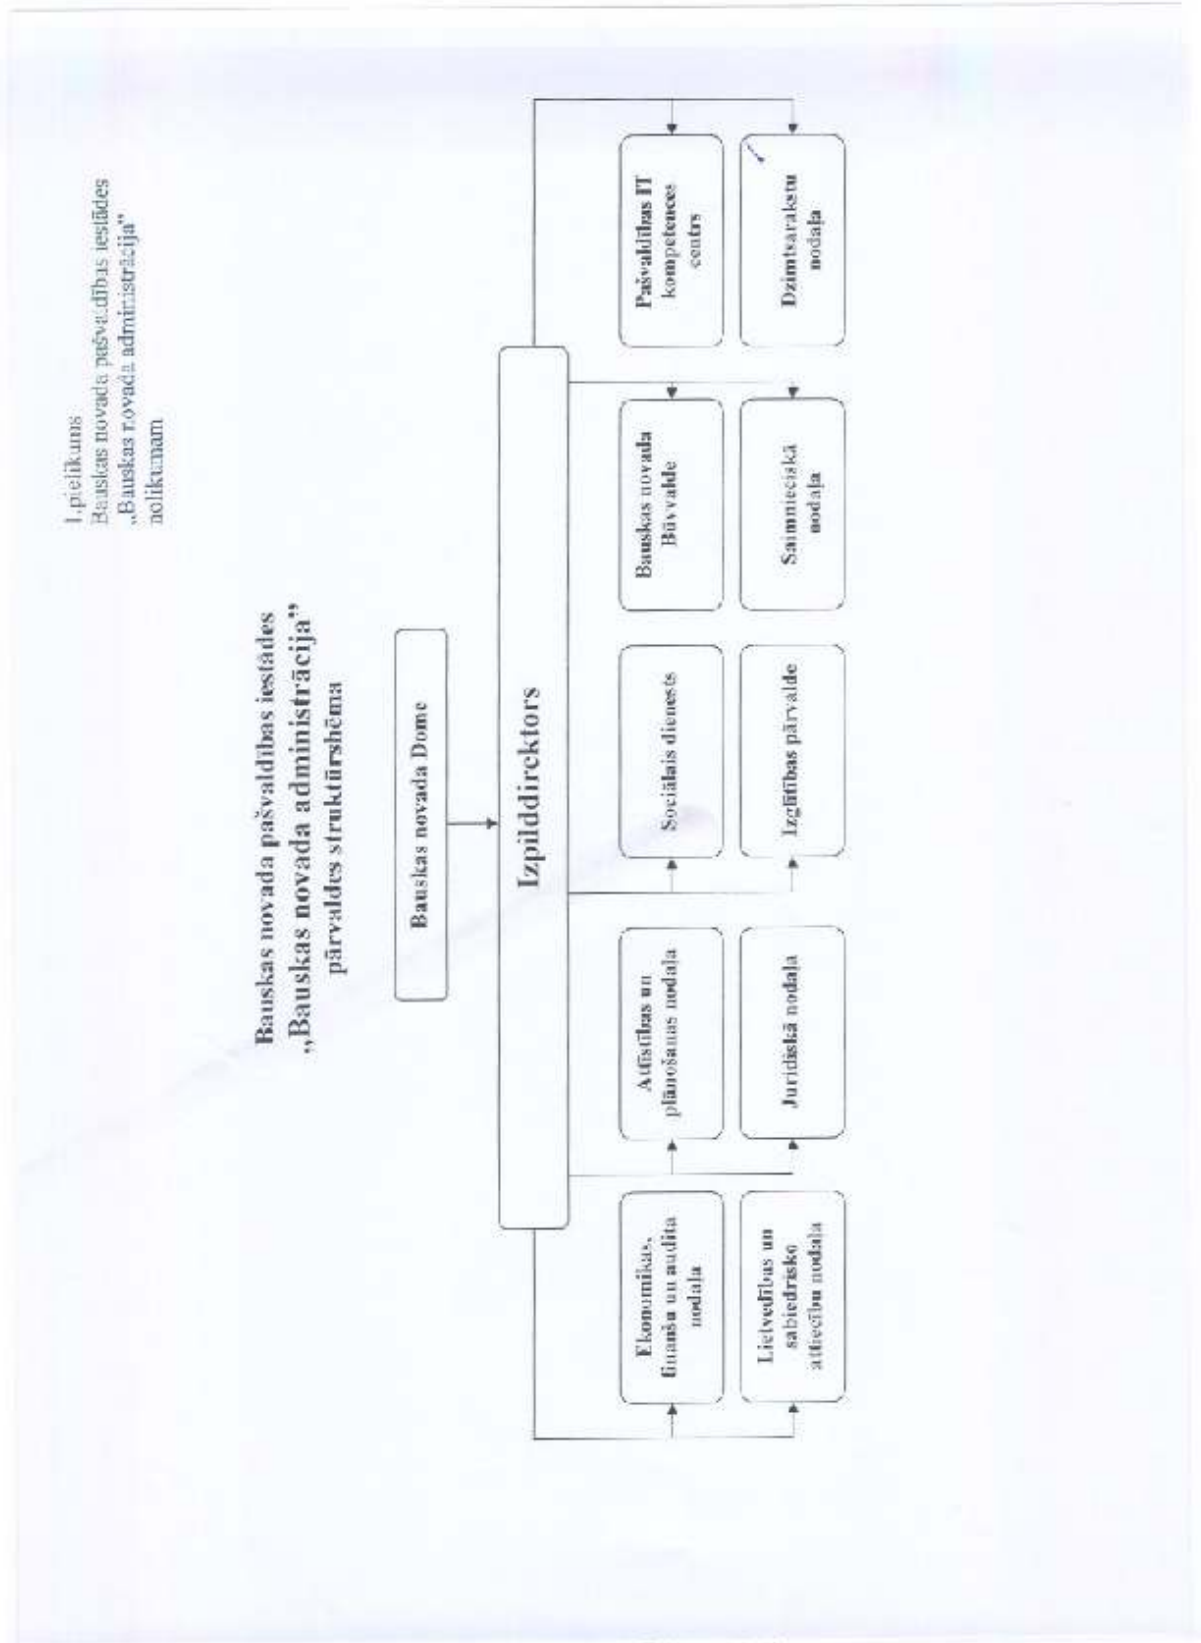 1.pielikums
Bauskas novada pašvaldības iestādes
„Bauskas novada administrācija”
nolikumam
Bauskas novada pašvaldības iestādes
„Bauskas novada administrācija”
pārvaldes struktūrshēma
Bauskas novada Dome
Izpilddirektors
Ekonomikas,
finanšu un audita
nodaļa
Attīstības un
plānošanas nodaļa
Sociālais dienests
Bauskas novada
Būvvalde
Pašvaldības IT
kompetences
centrs
Lietvedības un
sabiedrisko
attiecību nodaļa
Juridiskā nodaļa
Izglītības pārvalde
Saimnieciskā
nodaļa
Dzimtsarakstu
nodaļa